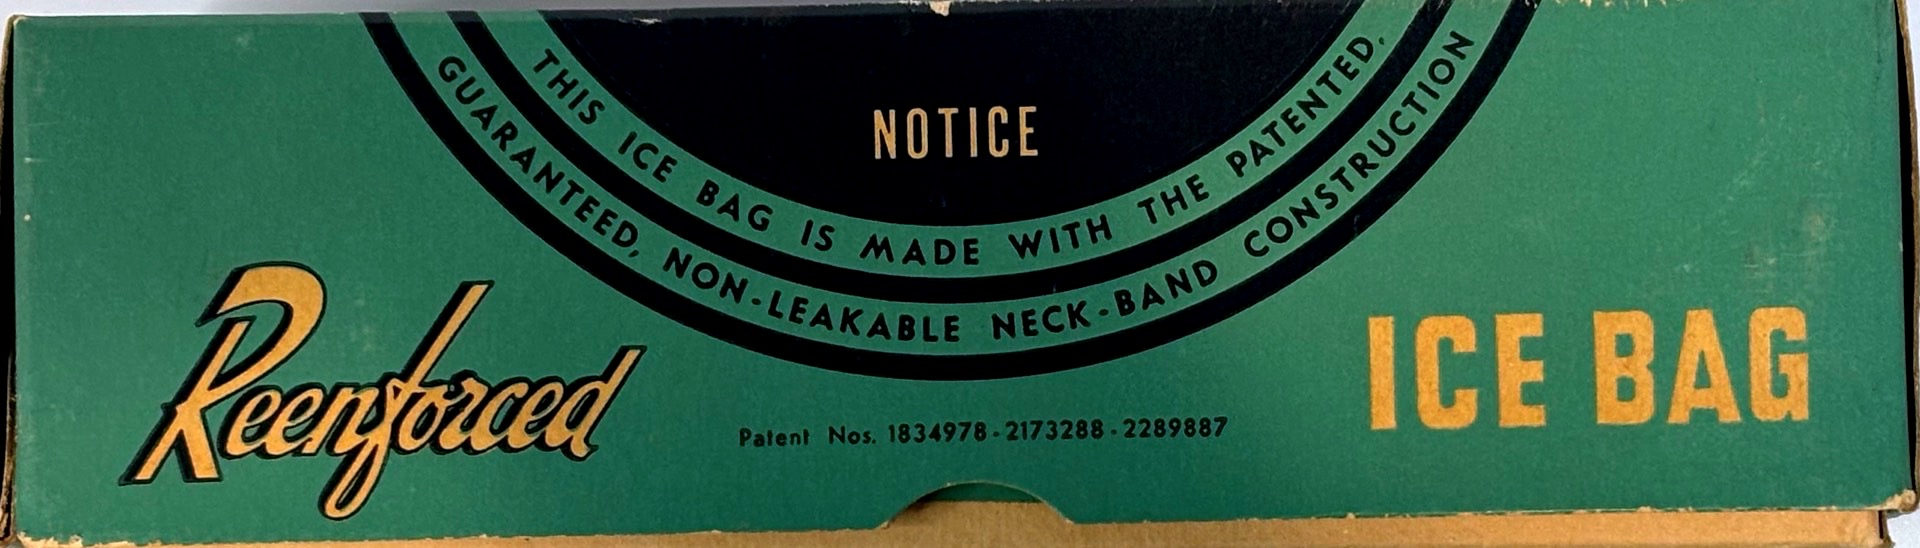 NOTICE
THIS ICE BAG IS MADE WITH THE PATENTED,
GUARANTEED, NON-LEAKABLE NECK-BAND CONSTRUCTION
Reenforced
ICE BAG
Patent Nos. 1834978-2173288-2289887